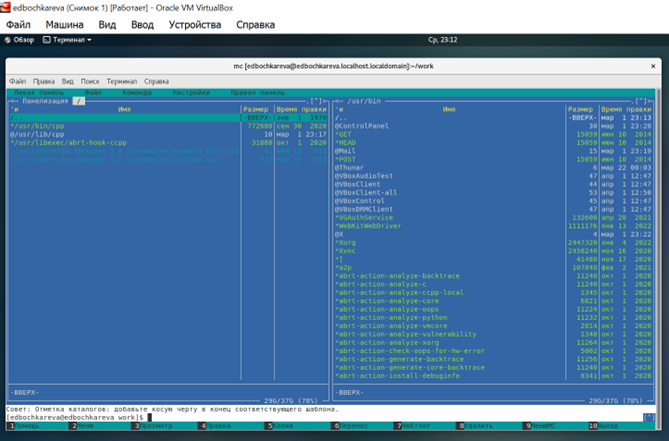 edbochkareva (Снимок 1) [Работает] - Oracle VM VirtualBox
Файл Машина Вид Ввод Устройства Справка
Обзор Терминал Ср, 23:12
mc [edbochkareva@edbochkareva.localhost.localdomain]:~/work
Файл Правка Вид Поиск Терминал Справка
Левая панель Файл Команда Настройки Правая панель
Панелизация / .[^]>
'и Имя Размер Время правки
/.. -ВВЕРХ- янв 1 1970
*/usr/bin/cpp 772688 сен 30 2020
@/usr/lib/cpp 10 мар 1 23:17
*/usr/libexec/abrt-hook-ccpp 31888 окт 1 2020
-ВВЕРХ-
29G/37G (78%)
/usr/bin .[^]>
'и Имя Размер Время правки
/.. -ВВЕРХ- мар 1 23:13
@ControlPanel 30 мар 1 23:28
*GET 15059 июн 10 2014
*HEAD 15059 июн 10 2014
@Mail 15 мар 1 23:19
*POST 15059 июн 10 2014
@Thunar 6 мар 22 00:03
@VBoxAudioTest 47 апр 1 12:47
@VBoxClient 44 апр 1 12:47
@VBoxClient-all 53 апр 1 12:50
@VBoxControl 45 апр 1 12:47
@VBoxDRMClient 47 апр 1 12:47
*VGAuthService 132600 апр 28 2021
*WebKitWebDriver 1111176 янв 13 2022
@X 4 мар 1 23:22
*Xorg 2447320 янв 4 2022
*Xvnc 2450240 ноя 16 2020
*[ 41488 ноя 17 2020
*a2p 107848 фев 2 2021
*abrt-action-analyze-backtrace 11248 окт 1 2020
*abrt-action-analyze-c 11240 окт 1 2020
*abrt-action-analyze-ccpp-local 1345 окт 1 2020
*abrt-action-analyze-core 6821 окт 1 2020
*abrt-action-analyze-oops 11224 окт 1 2020
*abrt-action-analyze-python 11232 окт 1 2020
*abrt-action-analyze-vmcore 2814 окт 1 2020
*abrt-action-analyze-vulnerability 1348 окт 1 2020
*abrt-action-analyze-xorg 11264 окт 1 2020
*abrt-action-check-oops-for-hw-error 5002 окт 1 2020
*abrt-action-generate-backtrace 11256 окт 1 2020
*abrt-action-generate-core-backtrace 11240 окт 1 2020
*abrt-action-install-debuginfo 8341 окт 1 2020
-ВВЕРХ-
29G/37G (78%)
Совет: Отметка каталогов: добавьте косую черту в конец соответствующего шаблона.
[edbochkareva@edbochkareva work]$ [^]
1Помощь 2Меню 3Просмотр 4Правка 5Копия 6Перенос 7НвКтлог 8Удалить 9МенюMC 10Выход